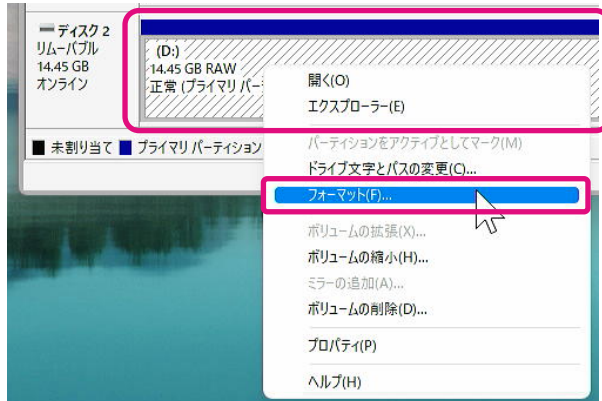 ディスク 2
リムーバブル
14.45 GB
オンライン
(D:)
14.45 GB RAW
正常 (プライマリ パー
未割り当て プライマリ パーティション
開く(O)
エクスプローラー(E)
パーティションをアクティブとしてマーク(M)
ドライブ文字とパスの変更(C)...
フォーマット(F)...
ボリュームの拡張(X)...
ボリュームの縮小(H)...
ミラーの追加(A)...
ボリュームの削除(D)...
プロパティ(P)
ヘルプ(H)